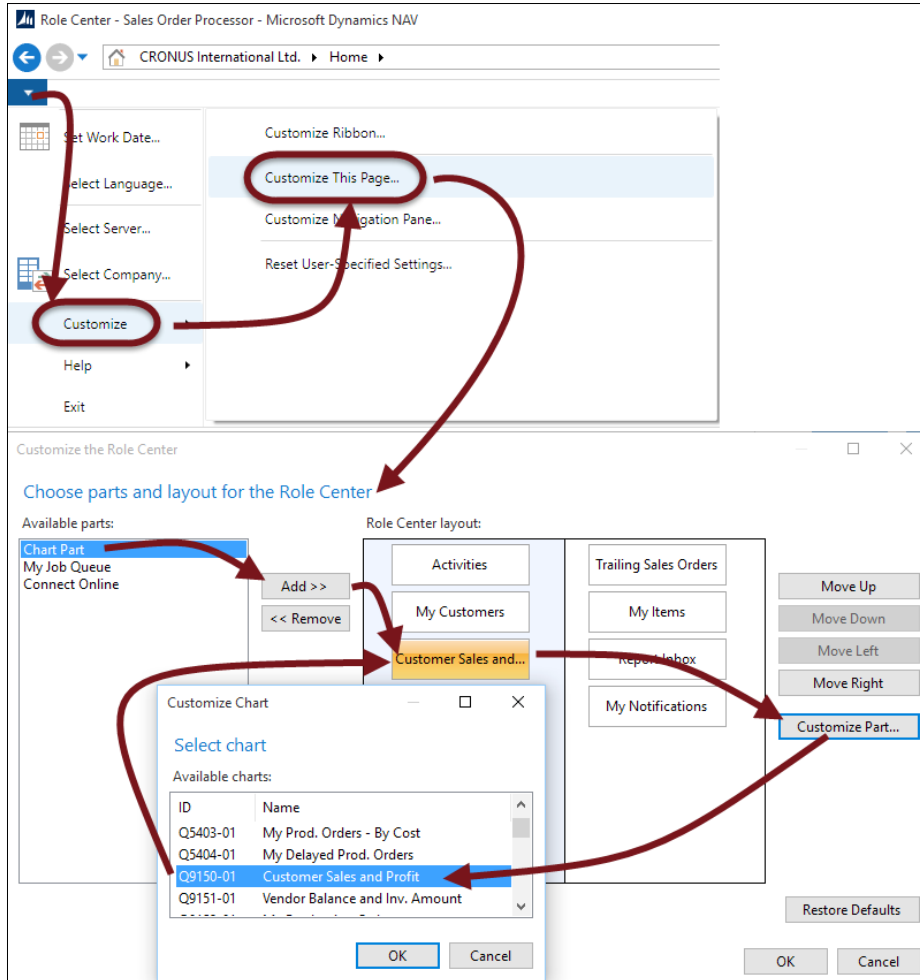 Role Center - Sales Order Processor - Microsoft Dynamics NAV
CRONUS International Ltd. Home
Set Work Date...
Select Language...
Select Server...
Select Company...
Customize
Help
Exit
Customize Ribbon...
Customize This Page...
Customize Navigation Pane...
Reset User-Specified Settings...
Customize the Role Center
Choose parts and layout for the Role Center
Available parts:
Chart Part
My Job Queue
Connect Online
Add >>
<< Remove
Role Center layout:
Activities
My Customers
Customer Sales and...
Trailing Sales Orders
My Items
Report Inbox
My Notifications
Move Up
Move Down
Move Left
Move Right
Customize Part...
Customize Chart
Select chart
Available charts:
ID Name
Q5403-01 My Prod. Orders - By Cost
Q5404-01 My Delayed Prod. Orders
Q9150-01 Customer Sales and Profit
Q9151-01 Vendor Balance and Inv. Amount
OK Cancel
Restore Defaults
OK Cancel